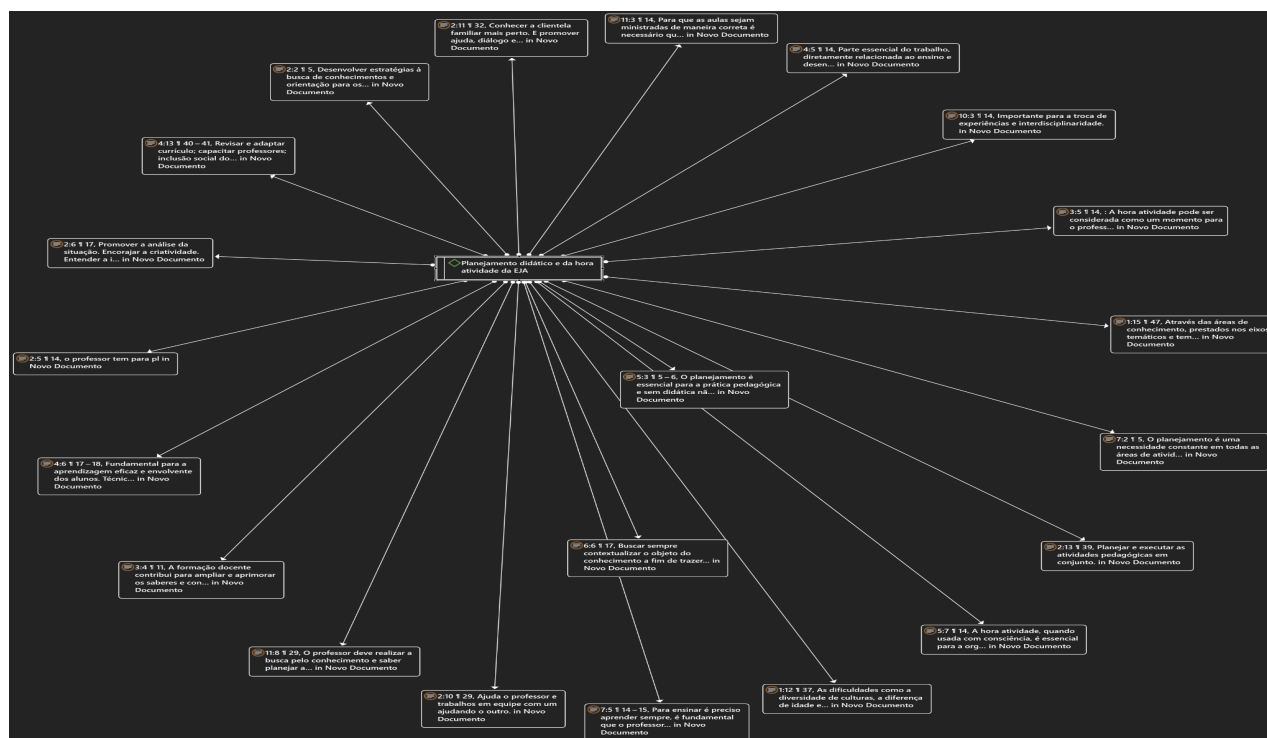 2:11 ¶ 32, Conhecer a clientela
familiar mais perto. E promover
ajuda, diálogo e... in Novo
Documento
11:3 ¶ 14, Para que as aulas sejam
ministradas de maneira correta é
necessário qu... in Novo Documento
4:5 ¶ 14, Parte essencial do trabalho,
diretamente relacionada ao ensino e
desen... in Novo Documento
2:2 ¶ 5, Desenvolver estratégias à
busca de conhecimentos e
orientação para os... in Novo
Documento
10:3 ¶ 14, Importante para a troca de
experiências e interdisciplinaridade.
in Novo Documento
4:13 ¶ 40 – 41, Revisar e adaptar
currículo; capacitar professores;
inclusão social do... in Novo
Documento
3:5 ¶ 14, : A hora atividade pode ser
considerada como um momento para
o profess... in Novo Documento
2:6 ¶ 17, Promover a análise da
situação. Encorajar a criatividade.
Entender a i... in Novo Documento
Planejamento didático e da hora
atividade da EJA
1:15 ¶ 47, Através das áreas de
conhecimento, prestados nos eixos
temáticos e tem... in Novo
Documento
2:5 ¶ 14, o professor tem para pl in
Novo Documento
5:3 ¶ 5 – 6, O planejamento é
essencial para a prática pedagógica
e sem didática nã... in Novo
Documento
7:2 ¶ 5, O planejamento é uma
necessidade constante em todas as
áreas de ativid... in Novo
Documento
4:6 ¶ 17 – 18, Fundamental para a
aprendizagem eficaz e envolvente
dos alunos. Técnic... in Novo
Documento
6:6 ¶ 17, Buscar sempre
contextualizar o objeto do
conhecimento a fim de trazer... in
Novo Documento
2:13 ¶ 39, Planejar e executar as
atividades pedagógicas em
conjunto. in Novo Documento
3:4 ¶ 11, A formação docente
contribui para ampliar e aprimorar
os saberes e con... in Novo
Documento
5:7 ¶ 14, A hora atividade, quando
usada com consciência, é essencial
para a org... in Novo Documento
11:8 ¶ 29, O professor deve realizar a
busca pelo conhecimento e saber
planejar a... in Novo Documento
2:10 ¶ 29, Ajuda o professor e
trabalhos em equipe com um
ajudando o outro. in Novo
Documento
1:12 ¶ 37, As dificuldades como a
diversidade de culturas, a diferença
de idade e... in Novo Documento
7:5 ¶ 14 – 15, Para ensinar é preciso
aprender sempre, é fundamental
que o professor... in Novo
Documento